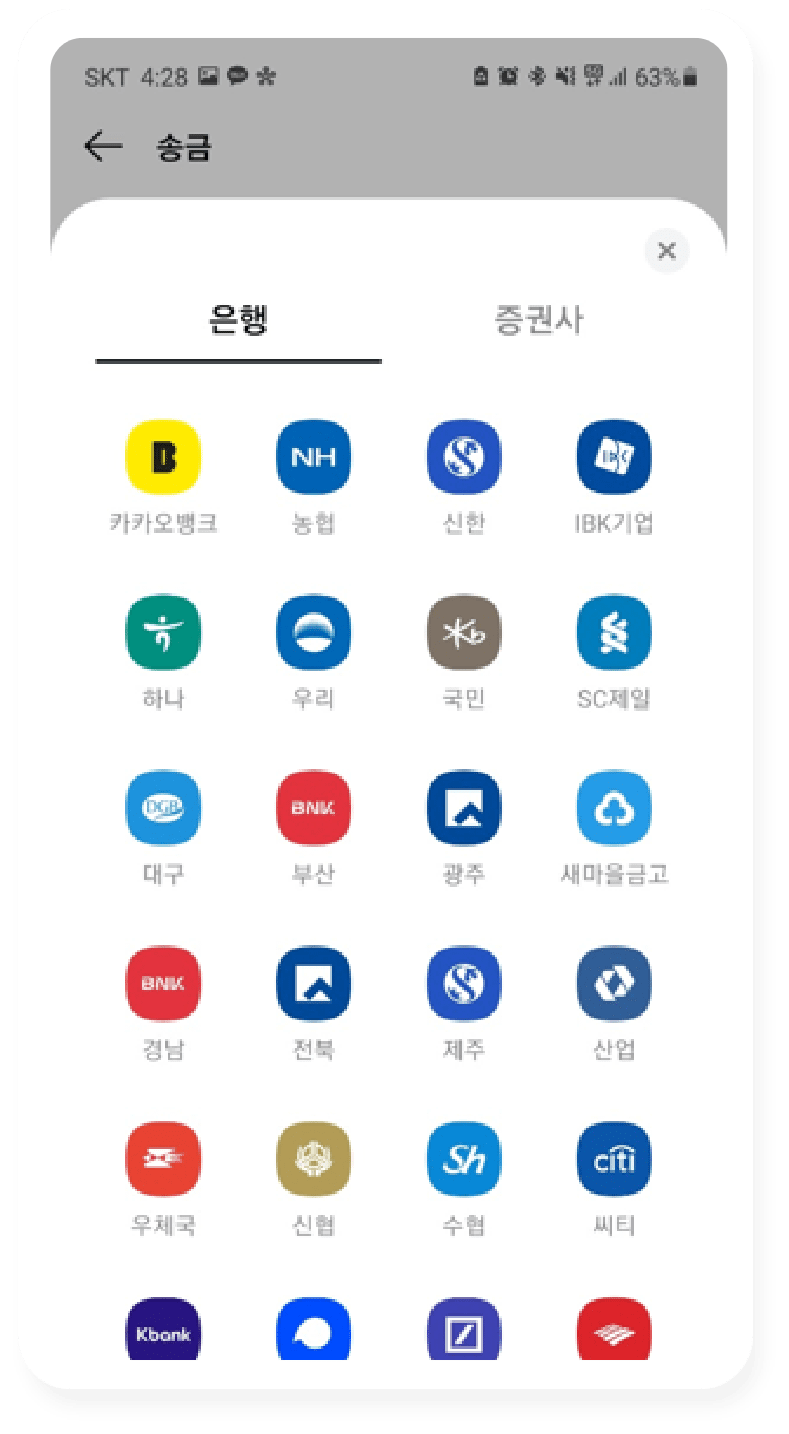 SKT 4:28 63%
송금
은행 증권사
B NH IBK
카카오뱅크 농협 신한 IBK기업
하나 우리 국민 SC제일
DGB BNK
대구 부산 광주 새마을금고
BNK
경남 전북 제주 산업
Sh citi
우체국 신협 수협 씨티
Kbank